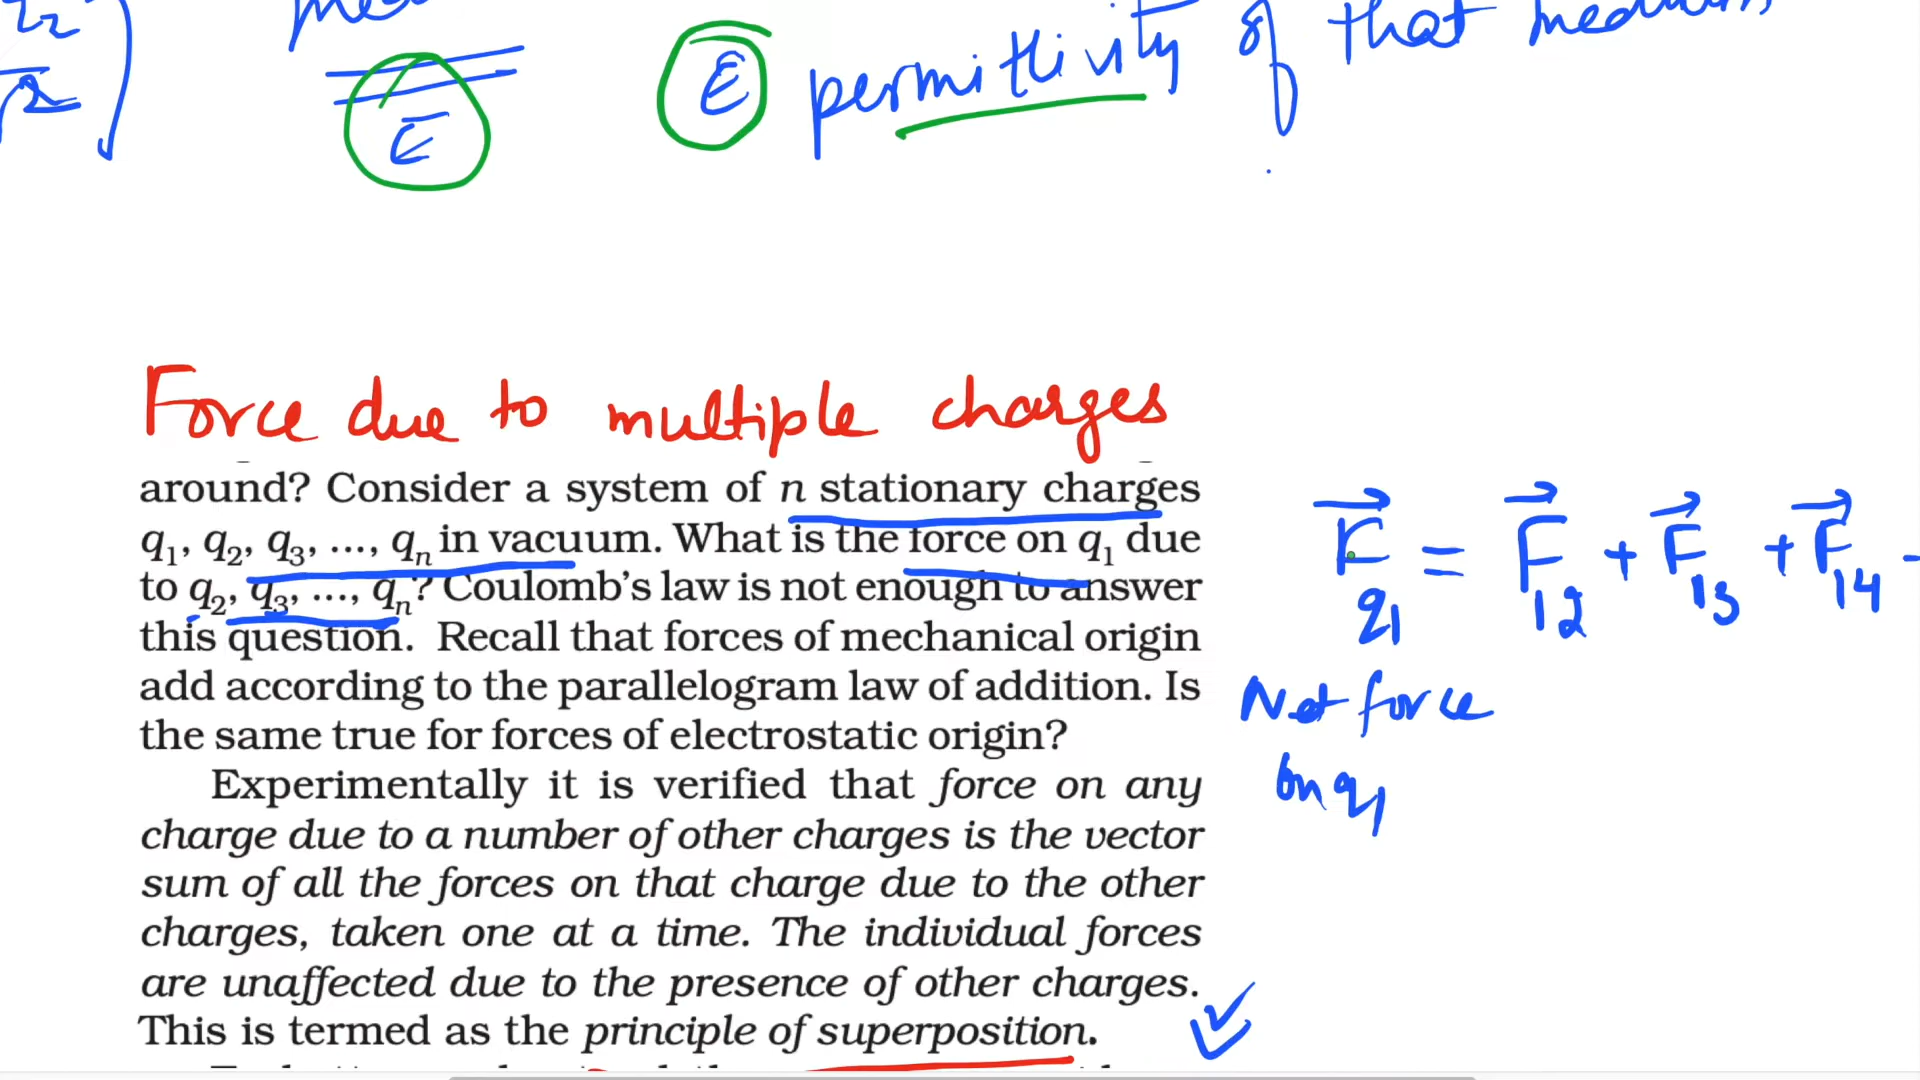 permittivity of that medium
E
E
Force due to multiple charges
around? Consider a system of n stationary charges
q1, q2, q3, ..., qn in vacuum. What is the force on q1 due
to q2, q3, ..., qn? Coulomb's law is not enough to answer
this question. Recall that forces of mechanical origin
add according to the parallelogram law of addition. Is
the same true for forces of electrostatic origin?
Experimentally it is verified that force on any
charge due to a number of other charges is the vector
sum of all the forces on that charge due to the other
charges, taken one at a time. The individual forces
are unaffected due to the presence of other charges.
This is termed as the principle of superposition.
F q1 = F12 + F13 + F14
Net force
on q1